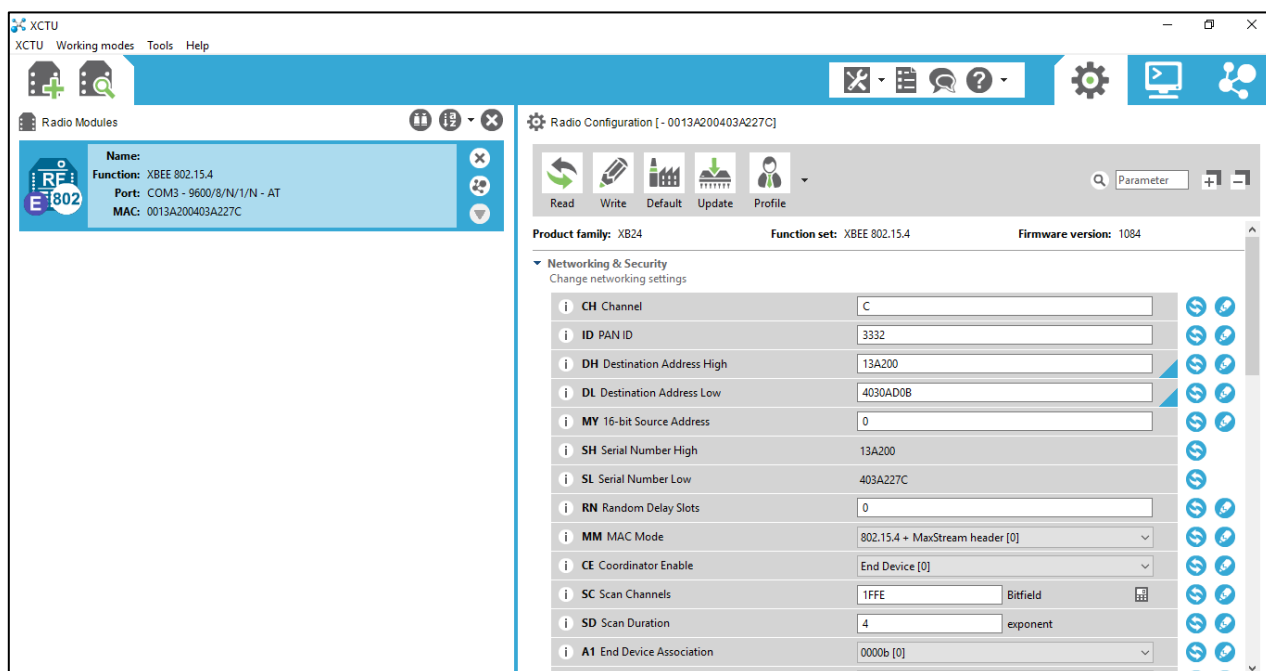 XCTU
XCTU Working modes Tools Help
Radio Modules
Name:
Function: XBEE 802.15.4
Port: COM3 - 9600/8/N/1/N - AT
MAC: 0013A200403A227C
RF
E 802
Radio Configuration [ - 0013A200403A227C]
Read Write Default Update Profile
Parameter
Product family: XB24 Function set: XBEE 802.15.4 Firmware version: 1084
Networking & Security
Change networking settings
i CH Channel C
i ID PAN ID 3332
i DH Destination Address High 13A200
i DL Destination Address Low 4030AD0B
i MY 16-bit Source Address 0
i SH Serial Number High 13A200
i SL Serial Number Low 403A227C
i RN Random Delay Slots 0
i MM MAC Mode 802.15.4 + MaxStream header [0]
i CE Coordinator Enable End Device [0]
i SC Scan Channels 1FFE Bitfield
i SD Scan Duration 4 exponent
i A1 End Device Association 0000b [0]